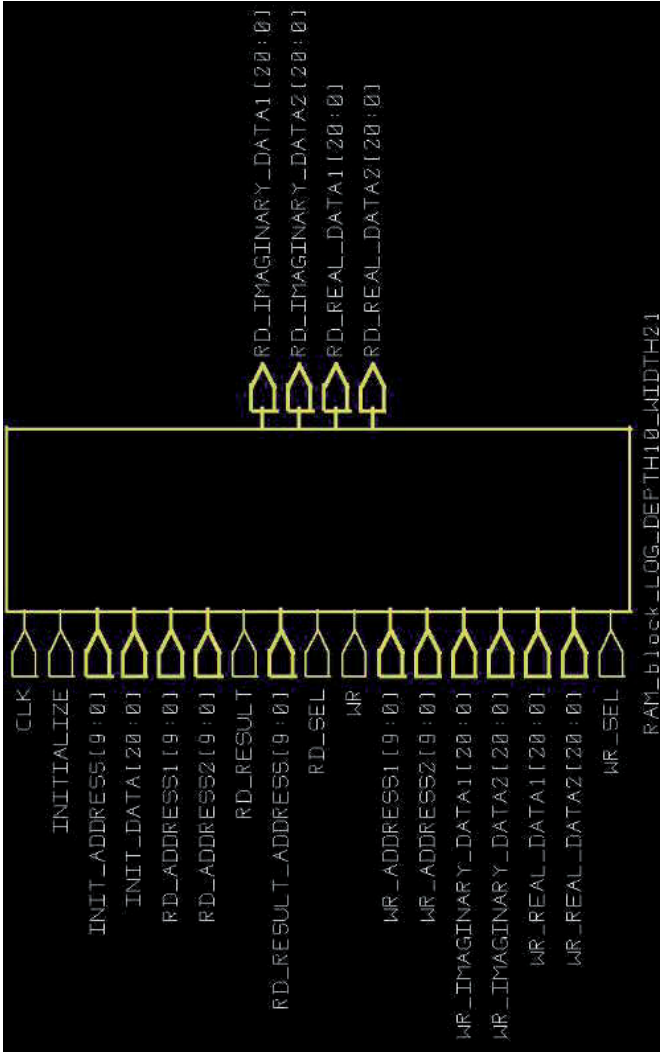 CLK
INITIALIZE
INIT_ADDRESS[9:0]
INIT_DATA[20:0]
RD_ADDRESS1[9:0]
RD_ADDRESS2[9:0]
RD_RESULT
RD_RESULT_ADDRESS[9:0]
RD_SEL
WR
WR_ADDRESS1[9:0]
WR_ADDRESS2[9:0]
WR_IMAGINARY_DATA1[20:0]
WR_IMAGINARY_DATA2[20:0]
WR_REAL_DATA1[20:0]
WR_REAL_DATA2[20:0]
WR_SEL
RD_IMAGINARY_DATA1[20:0]
RD_IMAGINARY_DATA2[20:0]
RD_REAL_DATA1[20:0]
RD_REAL_DATA2[20:0]
RAM_block_LOG_DEPTH10_WIDTH21